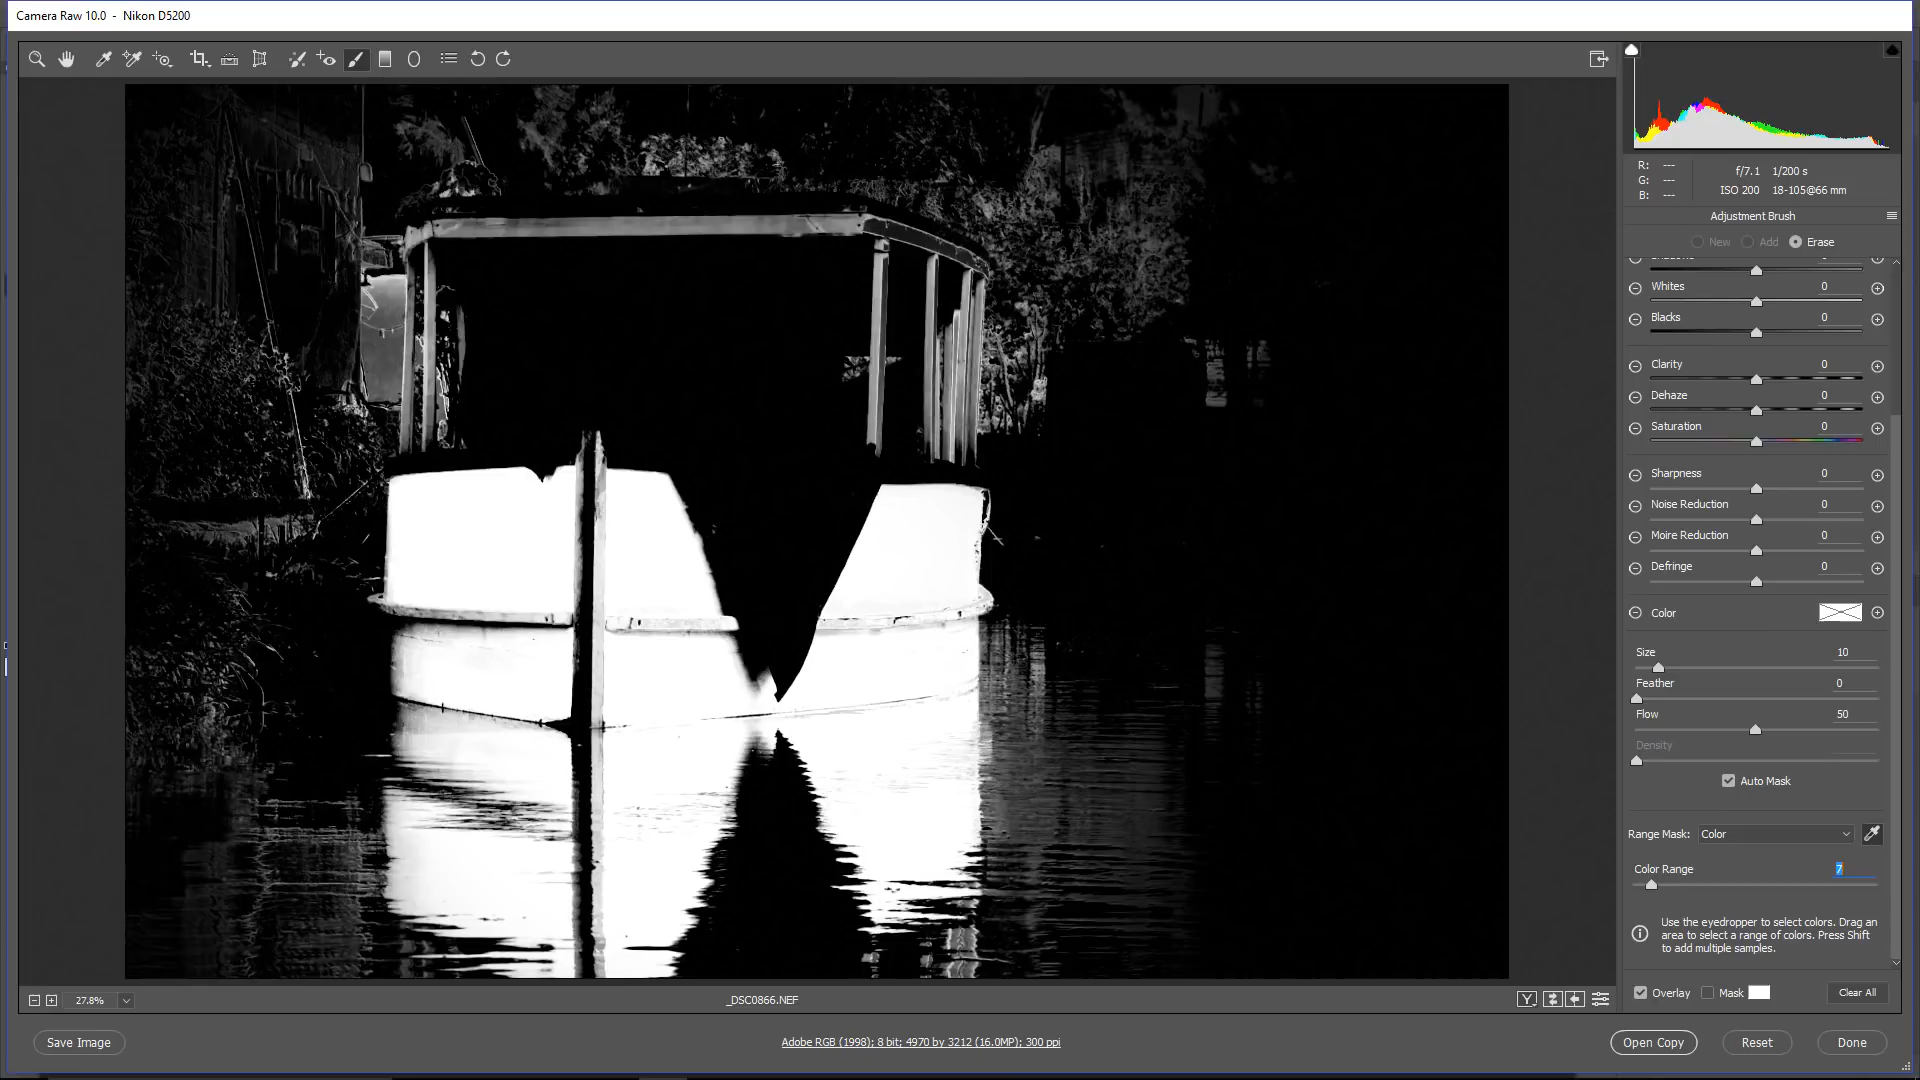 Camera Raw 10.0 - Nikon D5200
R: ---
G: ---
B: ---
f/7.1 1/200 s
ISO 200 18-105@66 mm
Adjustment Brush
New Add Erase
Whites 0
Blacks 0
Clarity 0
Dehaze 0
Saturation 0
Sharpness 0
Noise Reduction 0
Moire Reduction 0
Defringe 0
Color
Size 10
Feather 0
Flow 50
Density
Auto Mask
Range Mask: Color
Color Range 7
Use the eyedropper to select colors. Drag an
area to select a range of colors. Press Shift
to add multiple samples.
27.8%
_DSC0866.NEF
Y
Overlay Mask Clear All
Save Image
Adobe RGB (1998); 8 bit; 4970 by 3212 (16.0MP); 300 ppi
Open Copy Reset Done